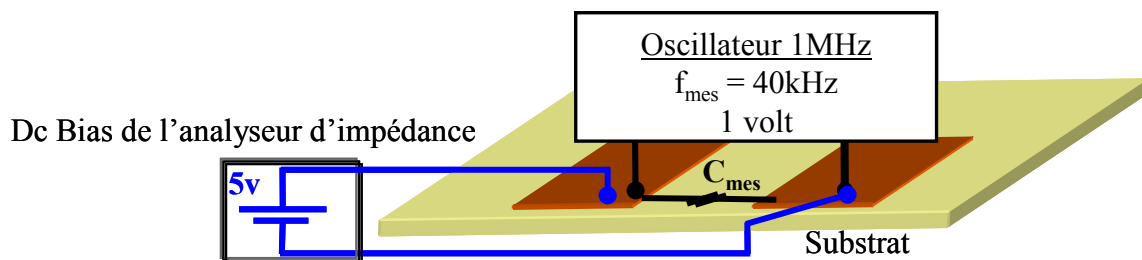 Oscillateur 1MHz
f_mes = 40kHz
1 volt
Dc Bias de l'analyseur d'impédance
5v
C_mes
Substrat